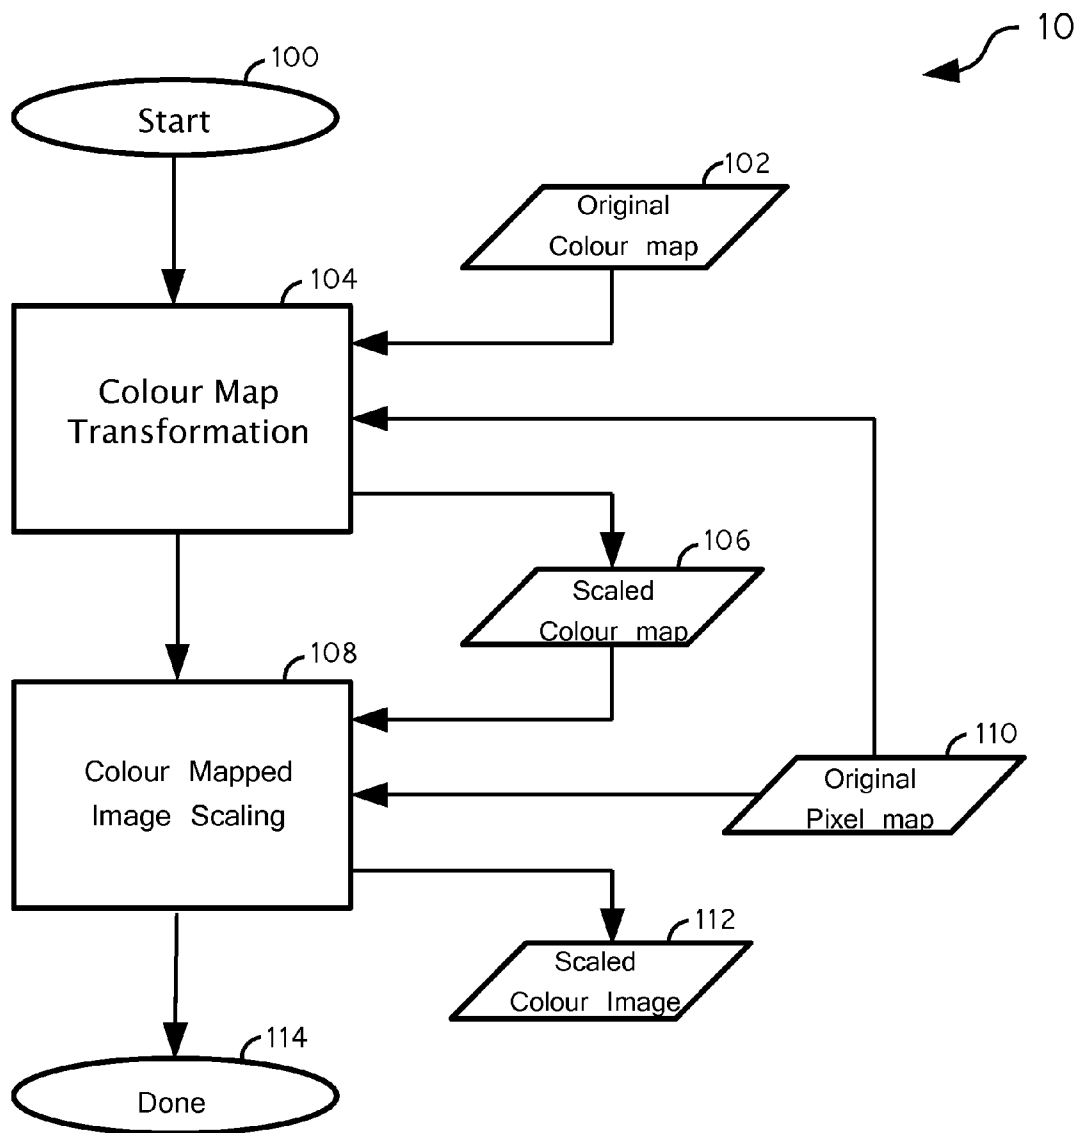 10
100
Start
102
Original
Colour map
104
Colour Map
Transformation
106
Scaled
Colour map
108
Colour Mapped
Image Scaling
110
Original
Pixel map
112
Scaled
Colour Image
114
Done